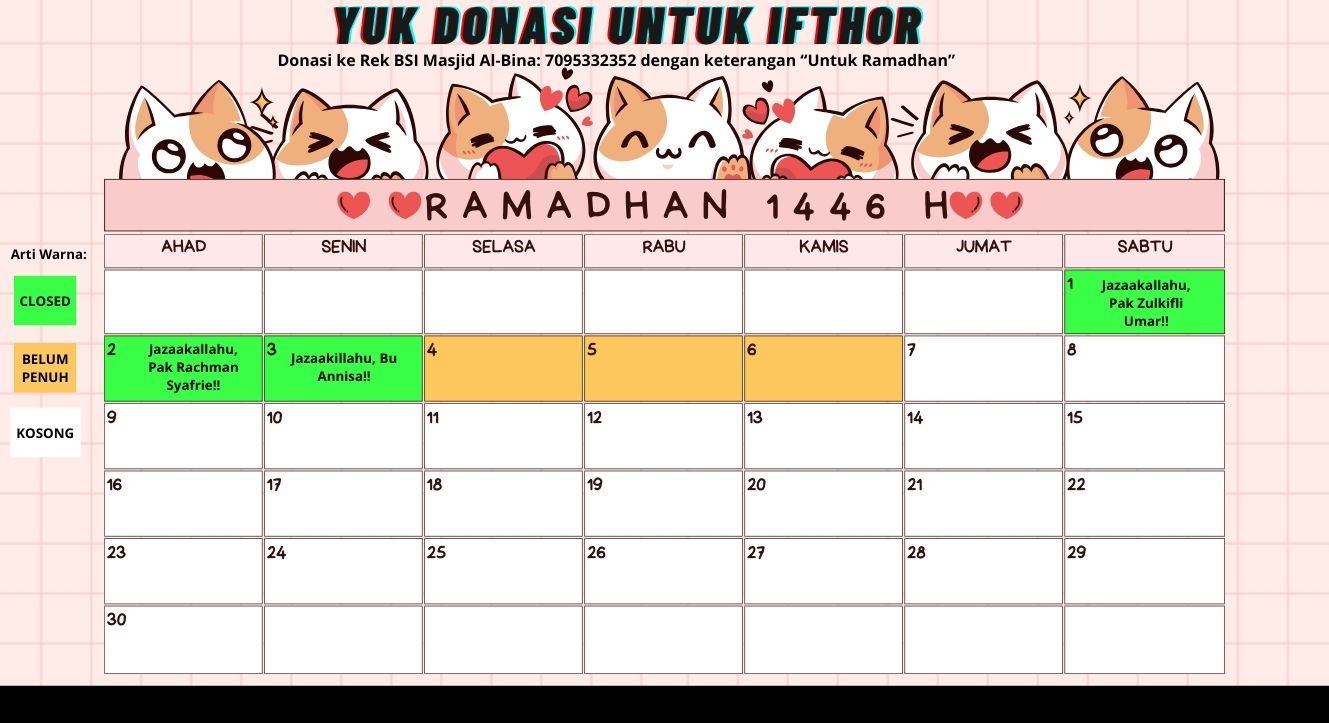 YUK DONASI UNTUK IFTHOR
Donasi ke Rek BSI Masjid Al-Bina: 7095332352 dengan keterangan “Untuk Ramadhan”
RAMADHAN 1446 H
Arti Warna:
CLOSED
BELUM
PENUH
KOSONG
AHAD SENIN SELASA RABU KAMIS JUMAT SABTU
1 Jazaakallahu,
Pak Zulkifli
Umar!!
2 Jazaakallahu,
Pak Rachman
Syafrie!!
3 Jazaakillahu, Bu
Annisa!!
4 5 6 7 8
9 10 11 12 13 14 15
16 17 18 19 20 21 22
23 24 25 26 27 28 29
30